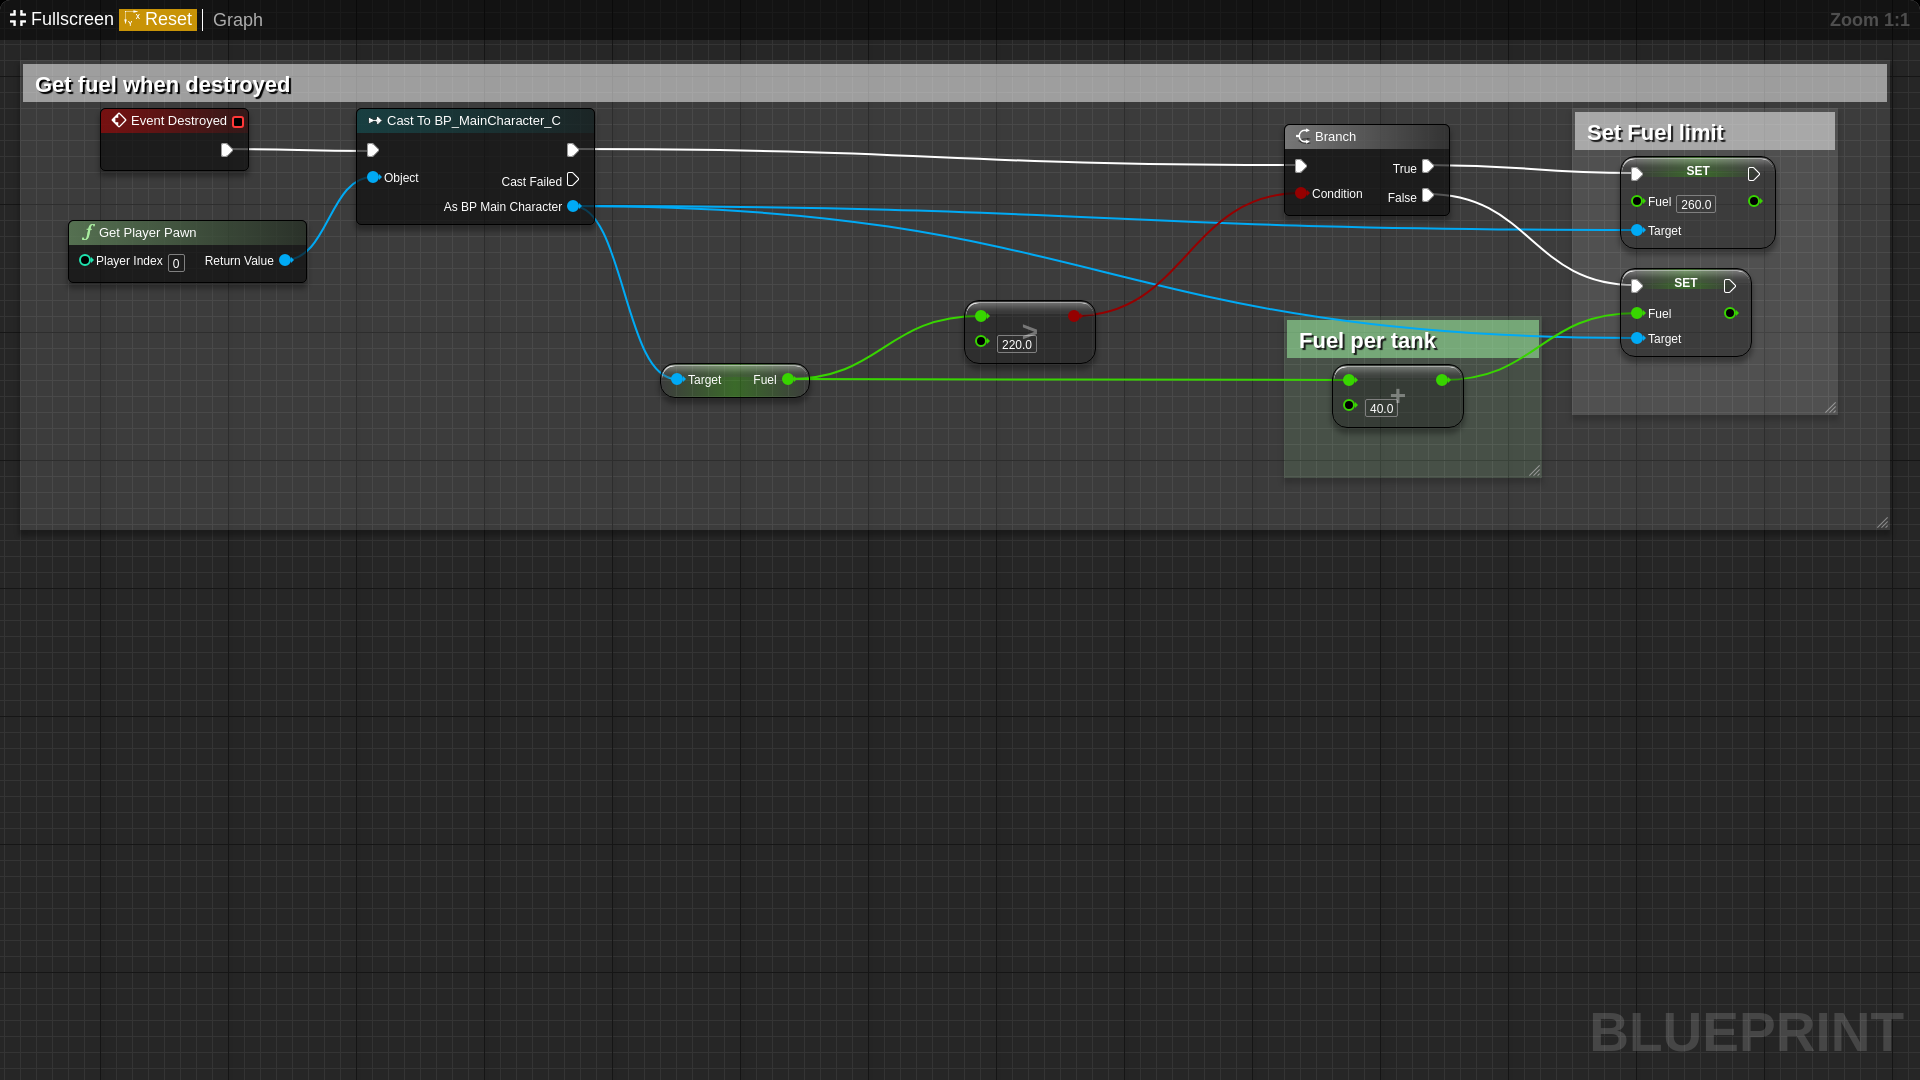 Fullscreen Reset Graph Zoom 1:1
Get fuel when destroyed
Event Destroyed
Cast To BP_MainCharacter_C
Object
Cast Failed
As BP Main Character
Get Player Pawn
Player Index 0 Return Value
Target Fuel
≥
220.0
Branch
True
Condition
False
Fuel per tank
+
40.0
Set Fuel limit
SET
Fuel 260.0
Target
SET
Fuel
Target
BLUEPRINT